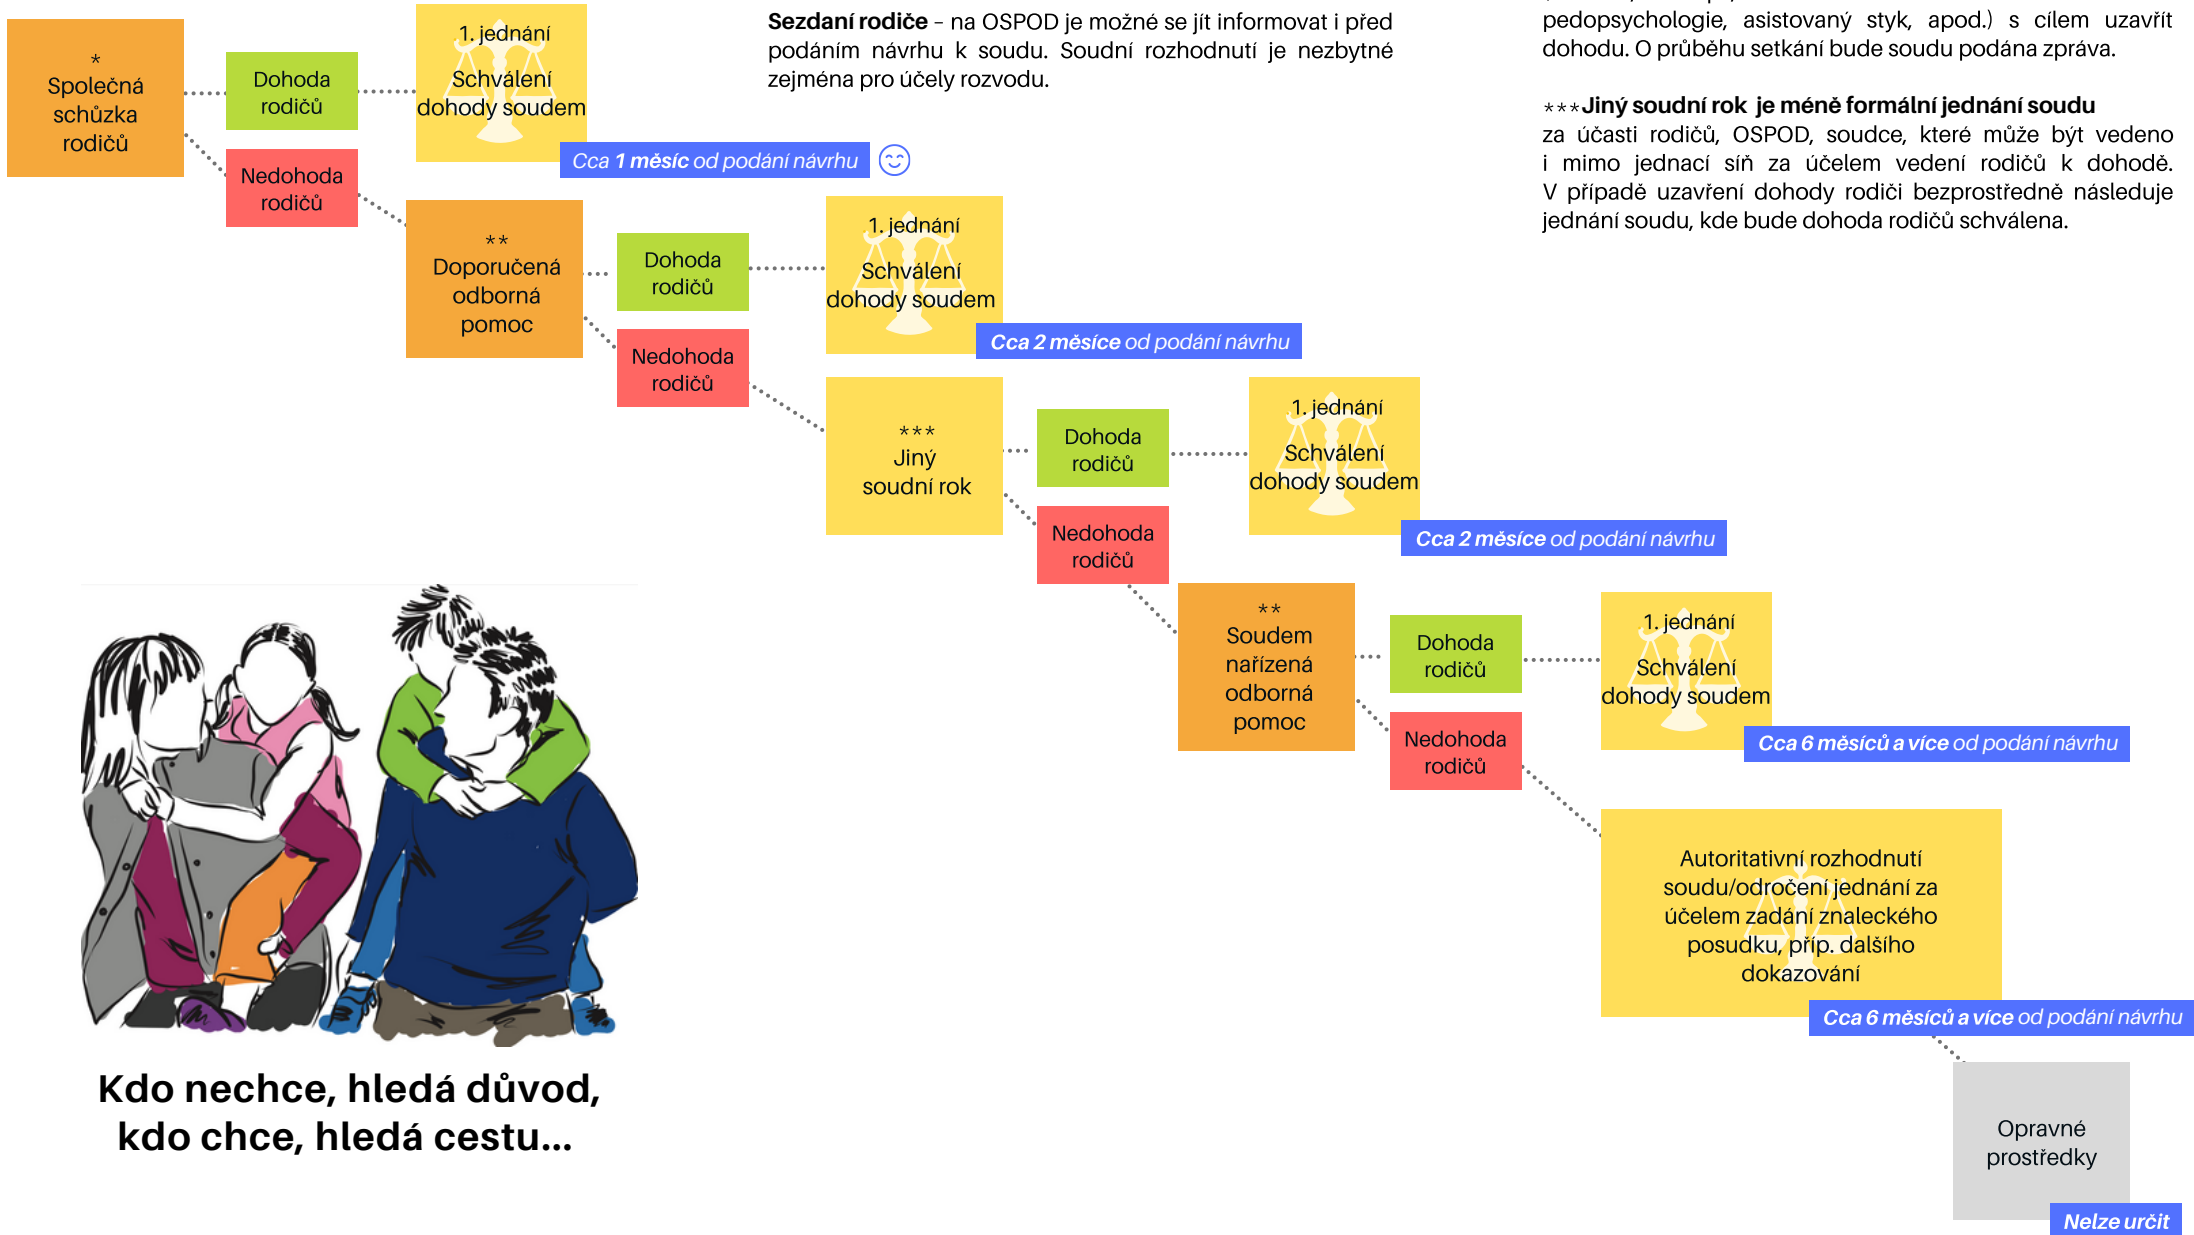 *
Společná
schůzka
rodičů
Dohoda
rodičů
Nedohoda
rodičů
1. jednání
Schválení
dohody soudem
Cca 1 měsíc od podání návrhu
Sezdaní rodiče – na OSPOD je možné se jít informovat i před
podáním návrhu k soudu. Soudní rozhodnutí je nezbytné
zejména pro účely rozvodu.
pedopsychologie, asistovaný styk, apod.) s cílem uzavřít
dohodu. O průběhu setkání bude soudu podána zpráva.
***Jiný soudní rok je méně formální jednání soudu
za účasti rodičů, OSPOD, soudce, které může být vedeno
i mimo jednací síň za účelem vedení rodičů k dohodě.
V případě uzavření dohody rodiči bezprostředně následuje
jednání soudu, kde bude dohoda rodičů schválena.
**
Doporučená
odborná
pomoc
Dohoda
rodičů
Nedohoda
rodičů
1. jednání
Schválení
dohody soudem
Cca 2 měsíce od podání návrhu
***
Jiný
soudní rok
Dohoda
rodičů
Nedohoda
rodičů
1. jednání
Schválení
dohody soudem
Cca 2 měsíce od podání návrhu
**
Soudem
nařízená
odborná
pomoc
Dohoda
rodičů
Nedohoda
rodičů
1. jednání
Schválení
dohody soudem
Cca 6 měsíců a více od podání návrhu
Autoritativní rozhodnutí
soudu/odročení jednání za
účelem zadání znaleckého
posudku, příp. dalšího
dokazování
Cca 6 měsíců a více od podání návrhu
Opravné
prostředky
Nelze určit
Kdo nechce, hledá důvod,
kdo chce, hledá cestu...